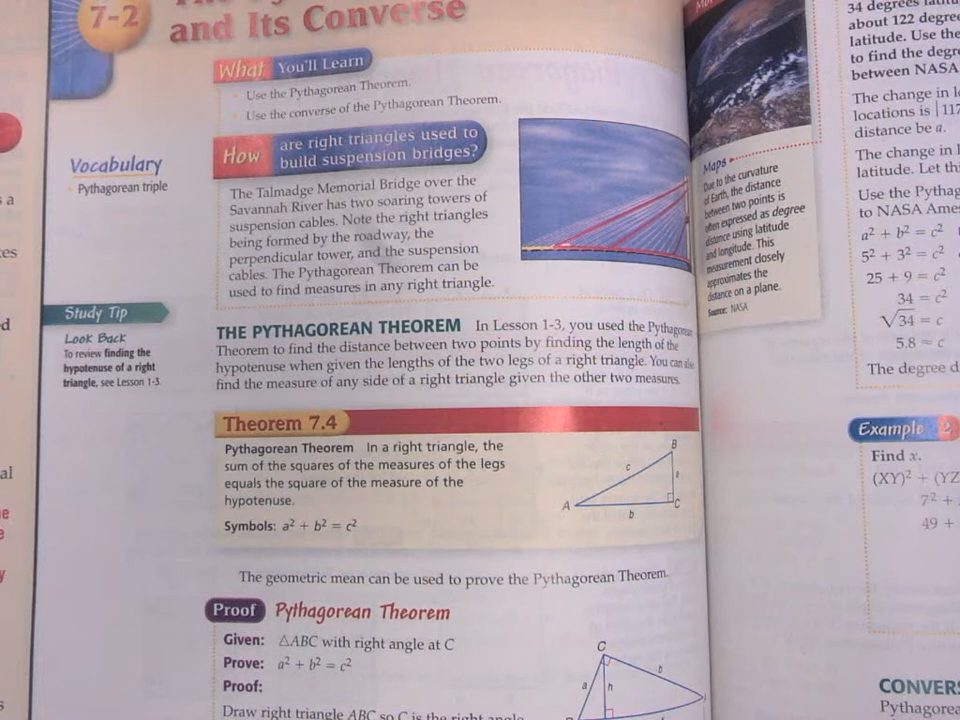 7-2
and Its Converse
What You'll Learn
Use the Pythagorean Theorem.
Use the converse of the Pythagorean Theorem.
How are right triangles used to
build suspension bridges?
The Talmadge Memorial Bridge over the
Savannah River has two soaring towers of
suspension cables. Note the right triangles
being formed by the roadway, the
perpendicular tower, and the suspension
cables. The Pythagorean Theorem can be
used to find measures in any right triangle.
Vocabulary
Pythagorean triple
Study Tip
Look Back
To review finding the
hypotenuse of a right
triangle, see Lesson 1-3.
THE PYTHAGOREAN THEOREM In Lesson 1-3, you used the Pythagorean
Theorem to find the distance between two points by finding the length of the
hypotenuse when given the lengths of the two legs of a right triangle. You can also
find the measure of any side of a right triangle given the other two measures.
Theorem 7.4
Pythagorean Theorem In a right triangle, the
sum of the squares of the measures of the legs
equals the square of the measure of the
hypotenuse.
Symbols: a² + b² = c²
B
c
a
A
b
C
The geometric mean can be used to prove the Pythagorean Theorem.
Proof Pythagorean Theorem
Given: △ABC with right angle at C
Prove: a² + b² = c²
Proof:
Draw right triangle ABC so C is the right angle
C
a
h
b
Maps
Due to the curvature
of Earth, the distance
between two points is
often expressed as degree
distance using latitude
and longitude. This
measurement closely
approximates the
distance on a plane.
Source: NASA
34 degrees
about 122
latitude. Use the
to find the
between NASA
The change in
locations is |117
distance be a.
The change in
latitude. Let
Use the
to NASA
a² + b² = c²
5² + 3² = c²
25 + 9 = c²
34 = c²
√34 = c
5.8 = c
The degree
Example 2
Find x.
(XY)² + (YZ
7² +
49 +